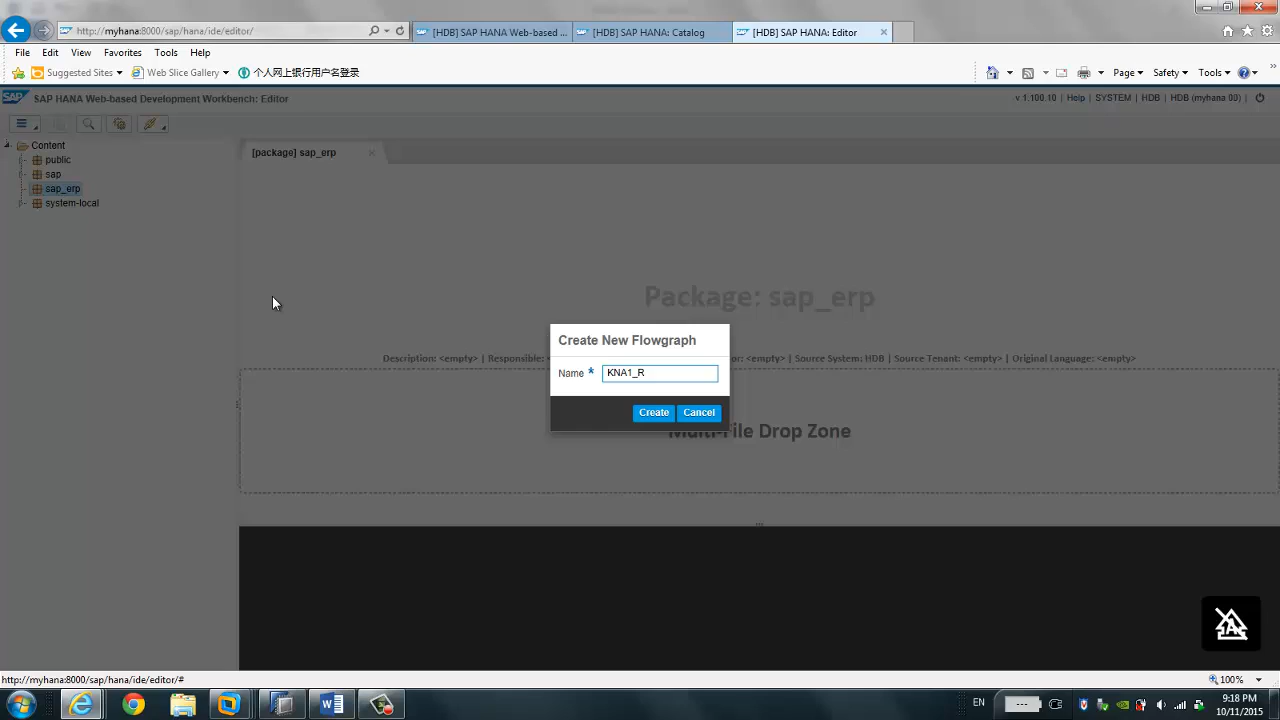 http://myhana:8000/sap/hana/ide/editor/
[HDB] SAP HANA Web-based ...
[HDB] SAP HANA: Catalog
[HDB] SAP HANA: Editor
File Edit View Favorites Tools Help
Suggested Sites Web Slice Gallery 个人网上银行用户名登录
Page Safety Tools
SAP SAP HANA Web-based Development Workbench: Editor
v 1.100.10 | Help | SYSTEM | HDB | HDB (myhana 00) |
Content
public
sap
sap_erp
system-local
[package] sap_erp
Package: sap_erp
Create New Flowgraph
Description: <empty> | Responsible: <empty> | Source System: HDB | Source Tenant: <empty> | Original Language: <empty>
Name * KNA1_R
Create Cancel
Multi-File Drop Zone
http://myhana:8000/sap/hana/ide/editor/#
100%
EN
9:18 PM
10/11/2015